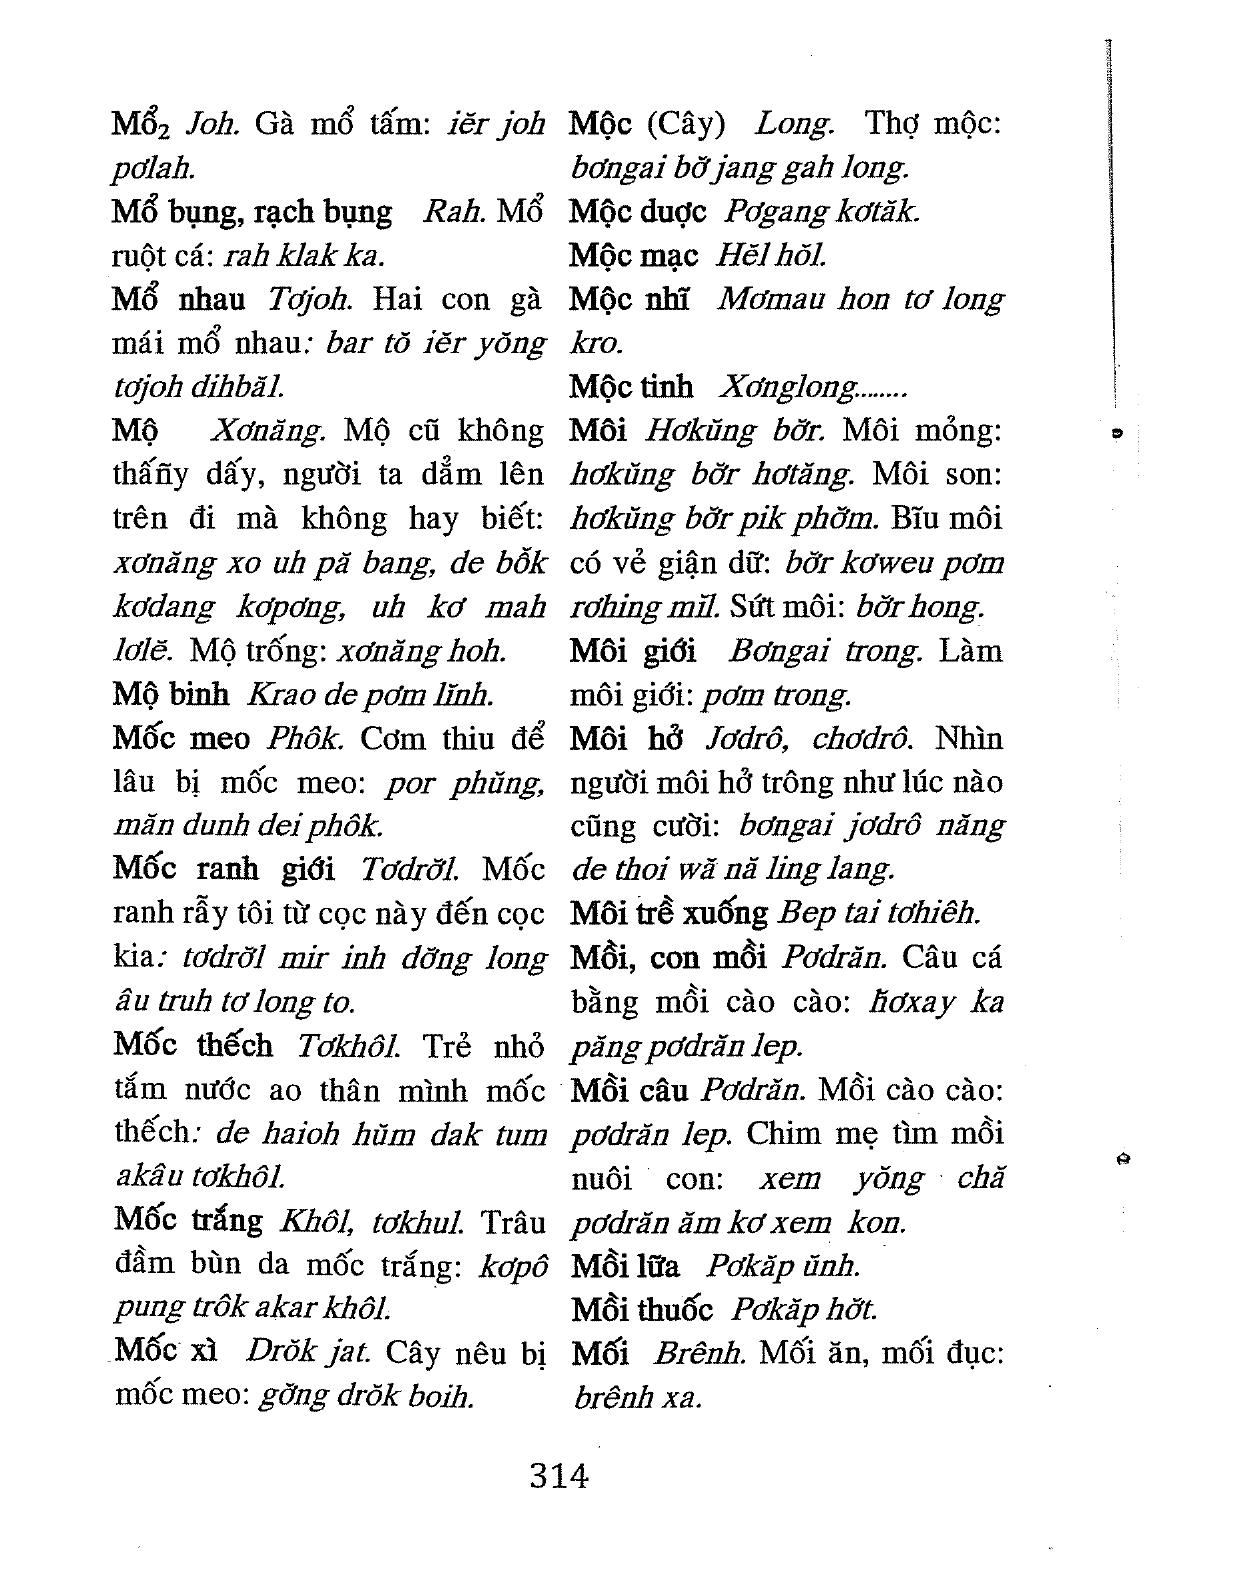 Mổ₂ Joh. Gà mổ tấm: iĕr joh
pơlah.
Mổ bụng, rạch bụng Rah. Mổ
ruột cá: rah klak ka.
Mổ nhau Tơjoh. Hai con gà
mái mổ nhau: bar tŏ iĕr yŏng
tơjoh dihbăl.
Mộ Xơnăng. Mộ cũ không
thấñy dấy, người ta dẫm lên
trên đi mà không hay biết:
xơnăng xo uh pă bang, de bŏ̆k
kơdang kơpơng, uh kơ mah
lơlĕ. Mộ trống: xơnăng hoh.
Mộ binh Krao de pơm lĭnh.
Mốc meo Phôk. Cơm thiu để
lâu bị mốc meo: por phŭng,
măn dunh dei phôk.
Mốc ranh giới Tơdrơ̆l. Mốc
ranh rẫy tôi từ cọc này đến cọc
kia: tơdrơ̆l mir inh dơ̆ng long
âu truh tơ long to.
Mốc thếch Tơkhôl. Trẻ nhỏ
tắm nước ao thân mình mốc
thếch: de haioh hŭm dak tum
akâu tơkhôl.
Mốc trắng Khôl, tơkhul. Trâu
đầm bùn da mốc trắng: kơpô
pung trôk akar khôl.
Mốc xì Drŏk jat. Cây nêu bị
mốc meo: gơ̆ng drŏk boih.
Mộc (Cây) Long. Thợ mộc:
bơngai bơ̆ jang gah long.
Mộc duợc Pơgang kơtăk.
Mộc mạc Hĕl hŏl.
Mộc nhĩ Mơmau hon tơ long
kro.
Mộc tinh Xơnglong........
Môi Hơkŭng bơ̆r. Môi mỏng:
hơkŭng bơ̆r hơtăng. Môi son:
hơkŭng bơ̆r pik phơ̆m. Bĩu môi
có vẻ giận dữ: bơ̆r kơweu pơm
rơhing mĭl. Sứt môi: bơ̆r hong.
Môi giới Bơngai trong. Làm
môi giới: pơm trong.
Môi hở Jơdrô, chơdrô. Nhìn
người môi hở trông như lúc nào
cũng cười: bơngai jơdrô năng
de thoi wă nă ling lang.
Môi trề xuống Bep tai tơhiêh.
Mồi, con mồi Pơdrăn. Câu cá
bằng mồi cào cào: h̆ơxay ka
păng pơdrăn lep.
Mồi câu Pơdrăn. Mồi cào cào:
pơdrăn lep. Chim mẹ tìm mồi
nuôi con: xem yŏng chă
pơdrăn ăm kơ xem kon.
Mồi lữa Pơkăp ŭnh.
Mồi thuốc Pơkăp hơ̆t.
Mối Brênh. Mối ăn, mối đục:
brênh xa.
314